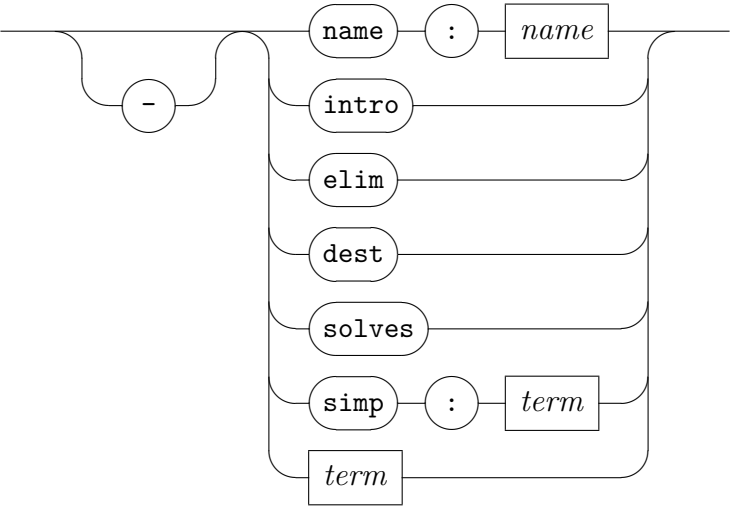 name : name
- intro
elim
dest
solves
simp : term
term